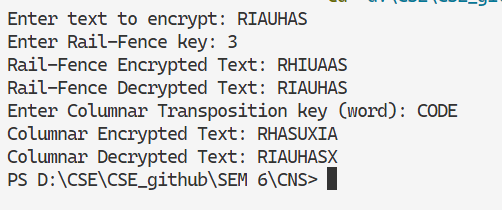 Enter text to encrypt: RIAUHAS
Enter Rail-Fence key: 3
Rail-Fence Encrypted Text: RHIUAAS
Rail-Fence Decrypted Text: RIAUHAS
Enter Columnar Transposition key (word): CODE
Columnar Encrypted Text: RHASUXIA
Columnar Decrypted Text: RIAUHASX
PS D:\CSE\CSE_github\SEM 6\CNS>